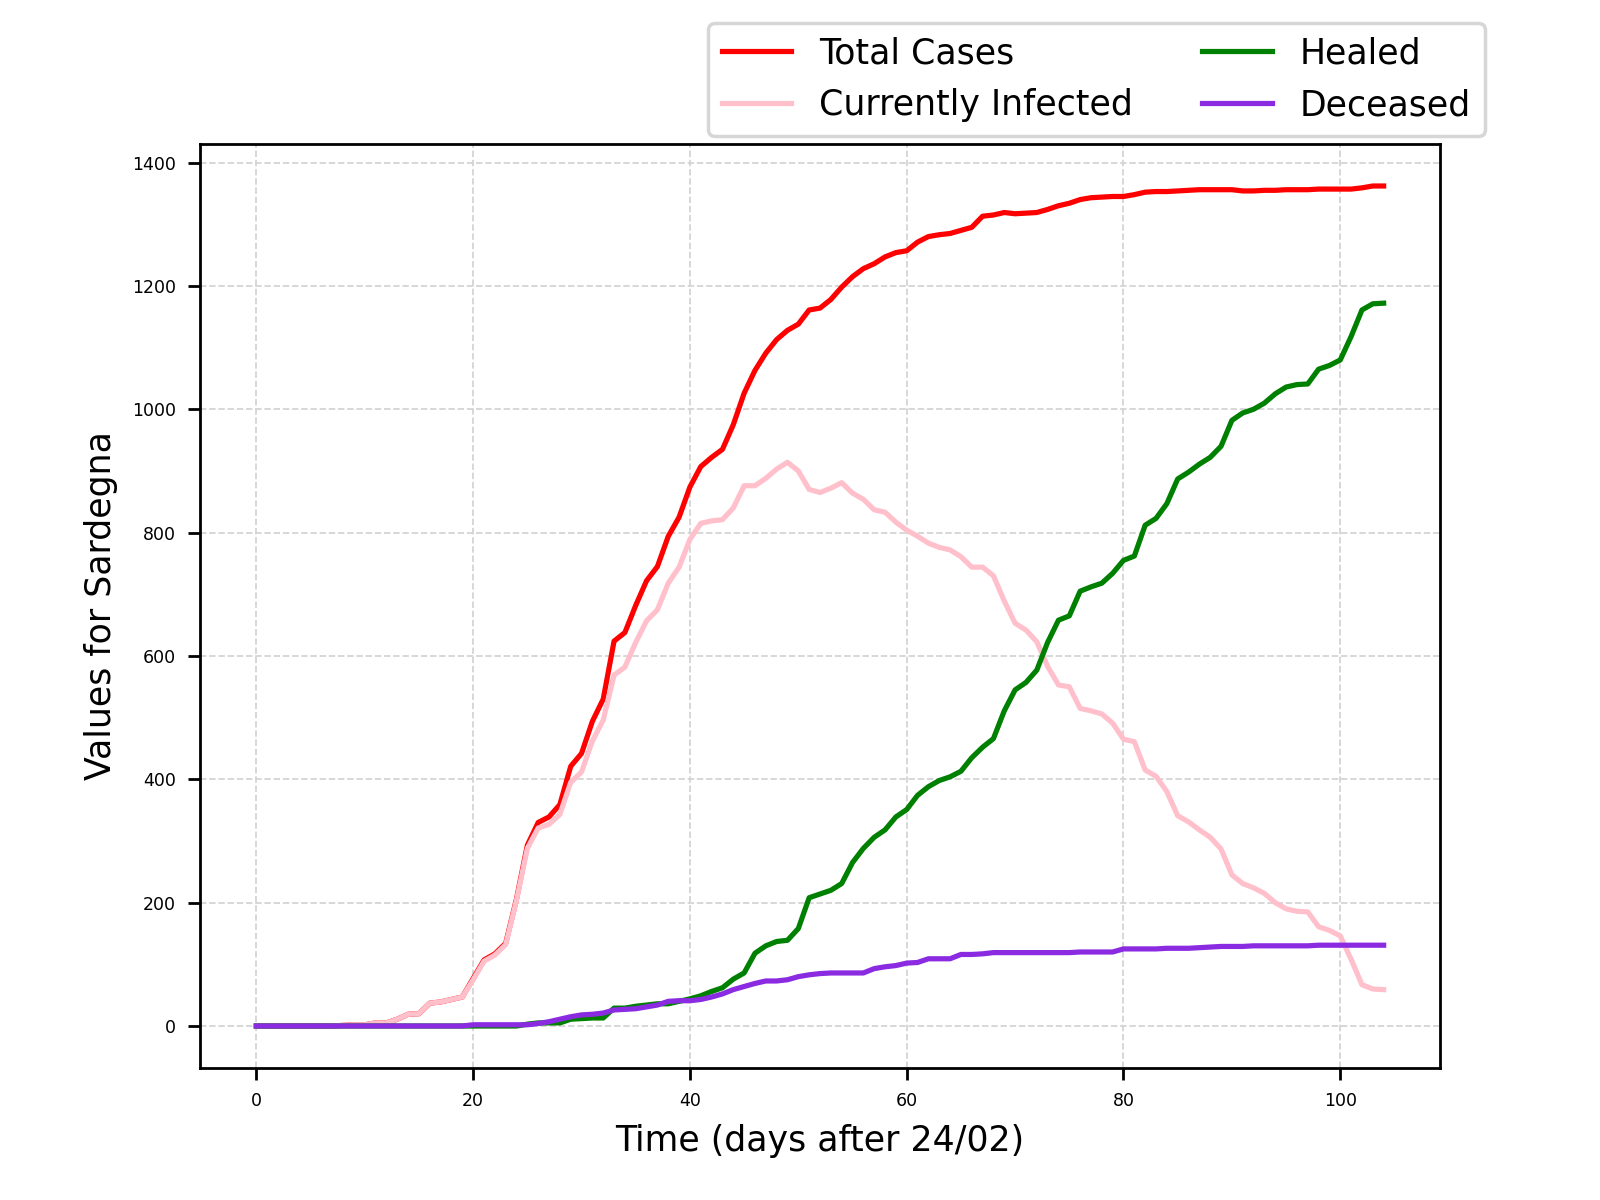 Total Cases
Currently Infected
Healed
Deceased
1400
1200
1000
800
600
400
200
0
Values for Sardegna
0 20 40 60 80 100
Time (days after 24/02)